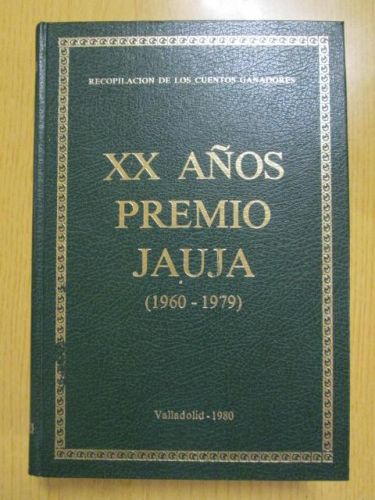 RECOPILACION DE LOS CUENTOS GANADORES
XX AÑOS
PREMIO
JAUJA
(1960 - 1979)
Valladolid - 1980